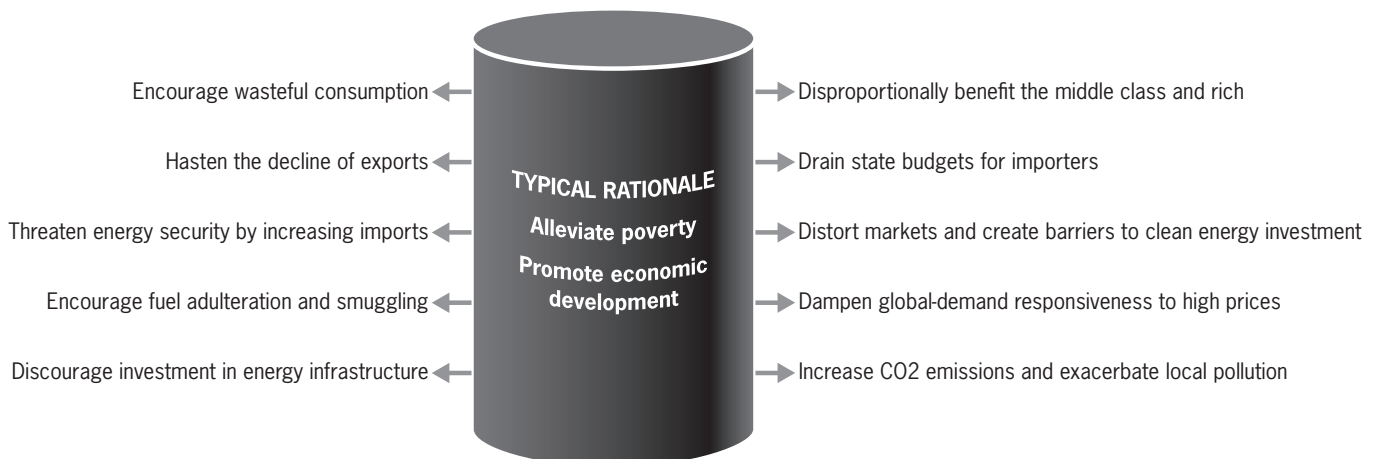 Encourage wasteful consumption
Hasten the decline of exports
Threaten energy security by increasing imports
Encourage fuel adulteration and smuggling
Discourage investment in energy infrastructure
TYPICAL RATIONALE
Alleviate poverty
Promote economic
development
Disproportionally benefit the middle class and rich
Drain state budgets for importers
Distort markets and create barriers to clean energy investment
Dampen global-demand responsiveness to high prices
Increase CO2 emissions and exacerbate local pollution